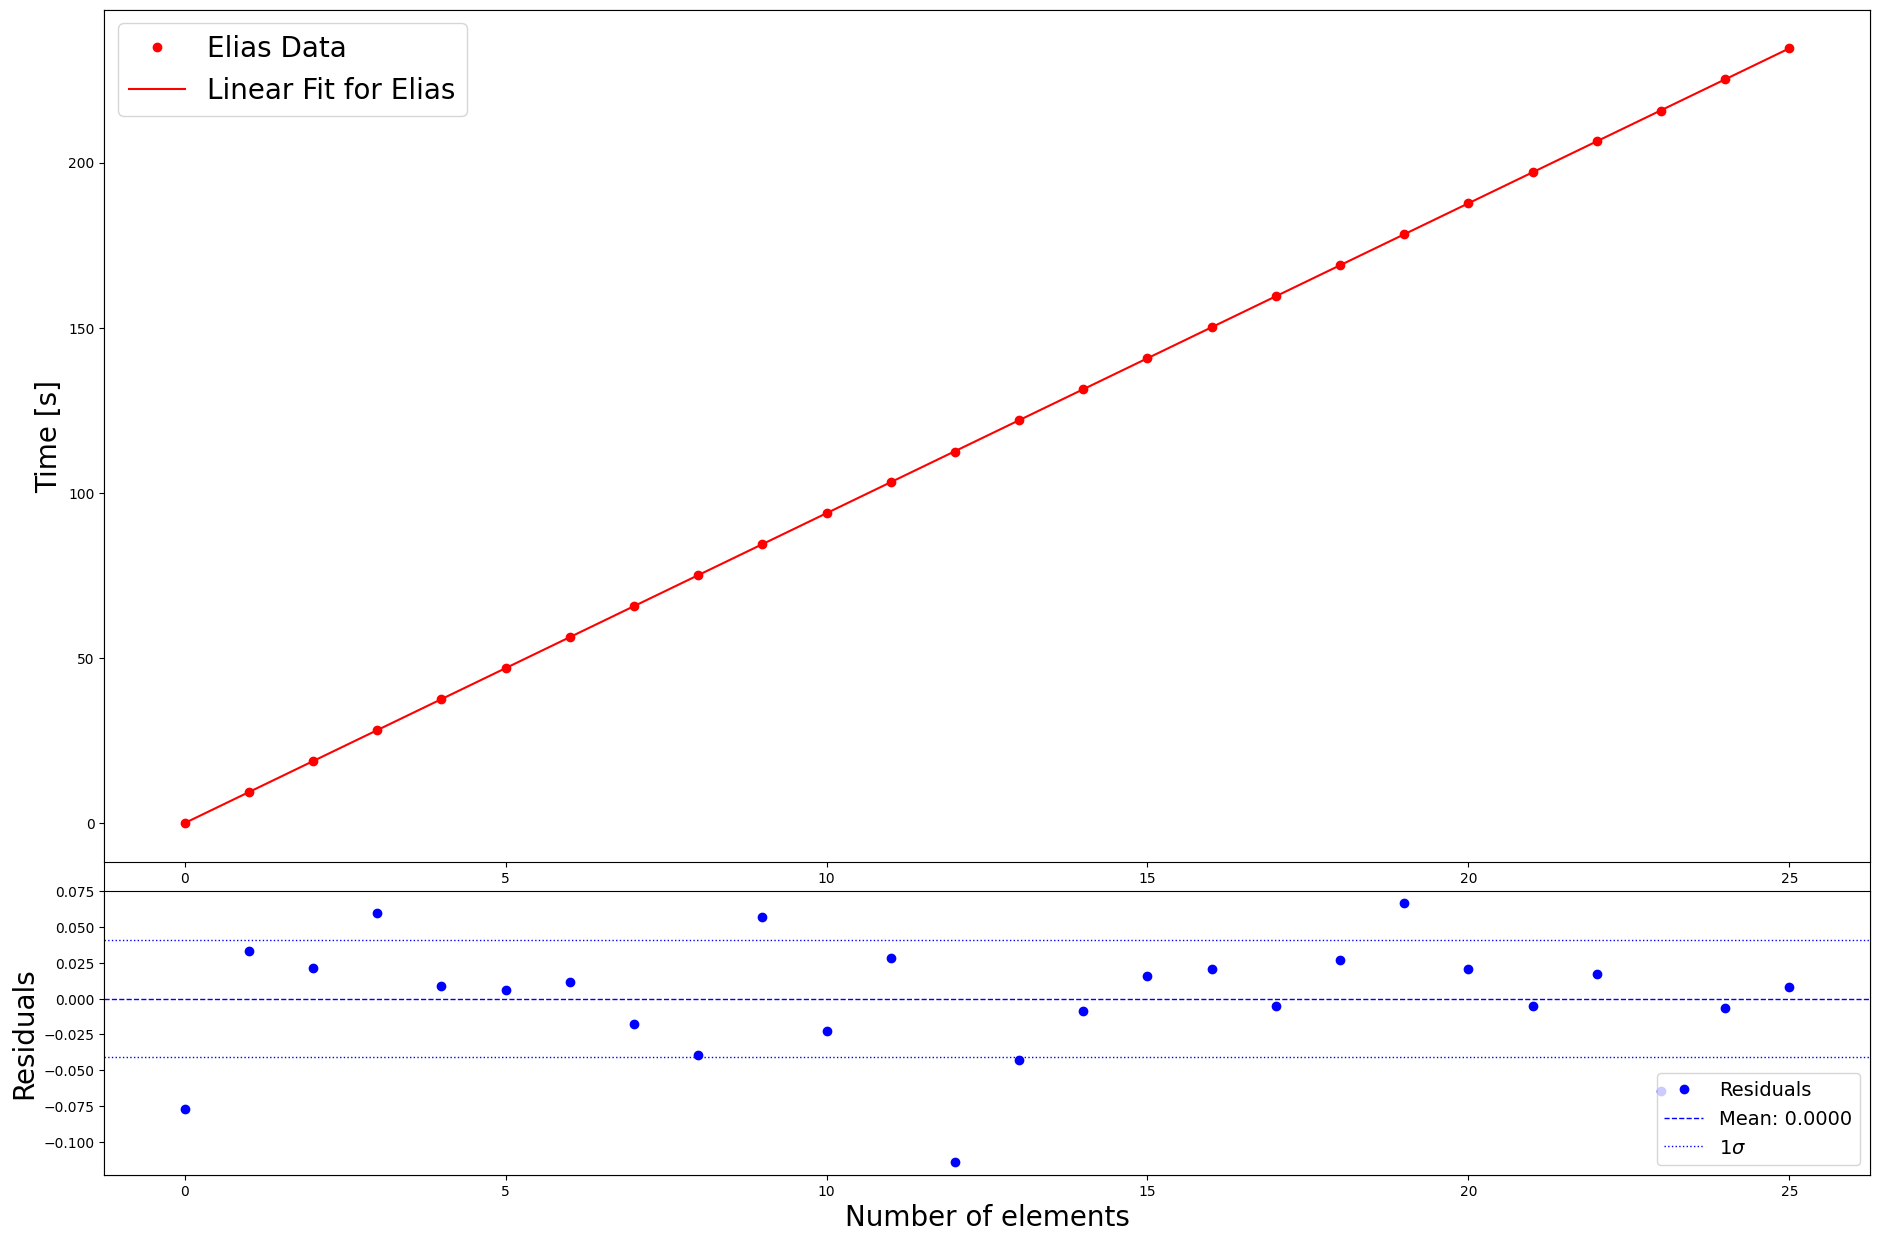 Elias Data
Linear Fit for Elias
Time [s]
200
150
100
50
0
0 5 10 15 20 25
0.075
0.050
0.025
0.000
−0.025
−0.050
−0.075
−0.100
Residuals
Residuals
Mean: 0.0000
1σ
0 5 10 15 20 25
Number of elements